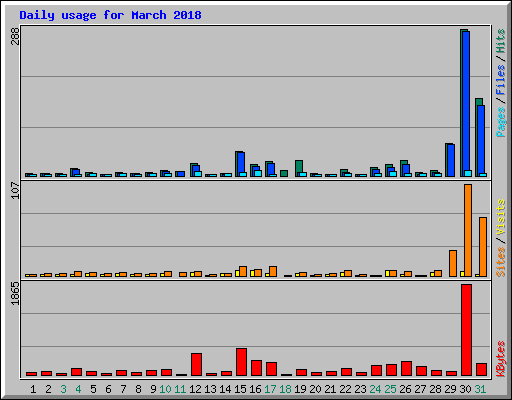 Daily usage for March 2018
288
Pages / Files / Hits
107
Sites / Visits
1865
KBytes
1 2 3 4 5 6 7 8 9 10 11 12 13 14 15 16 17 18 19 20 21 22 23 24 25 26 27 28 29 30 31